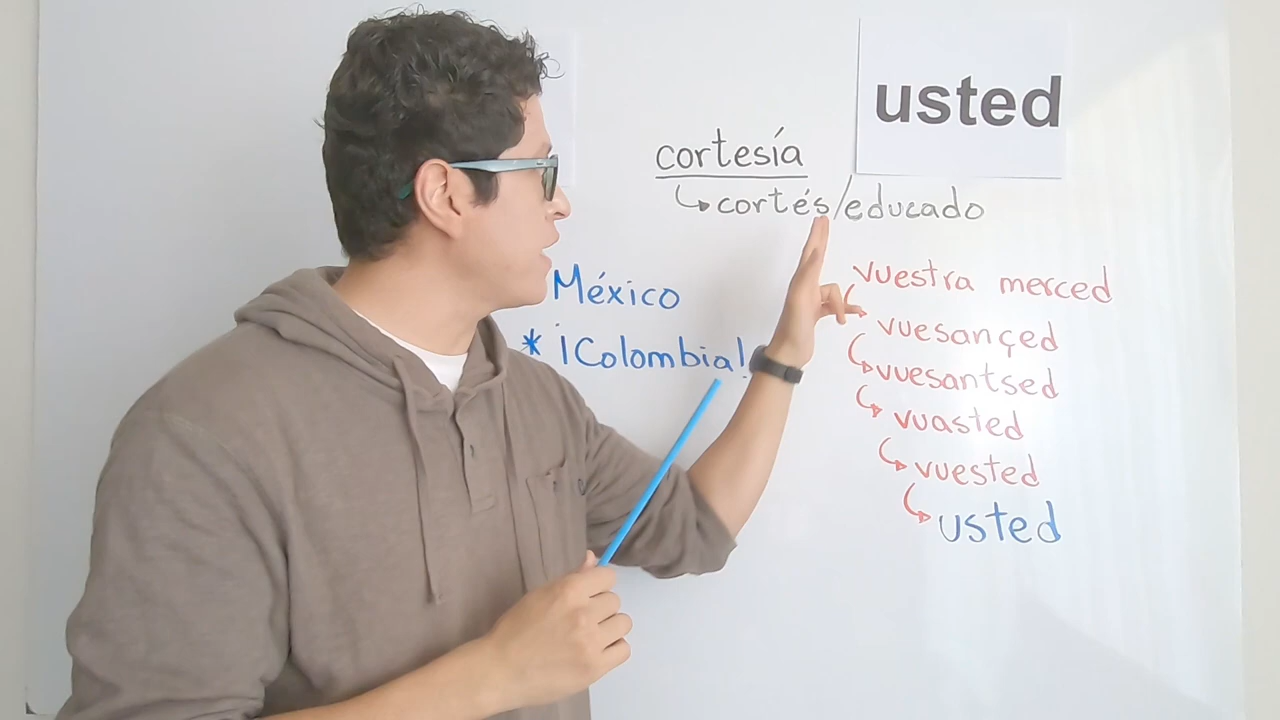 usted
cortesía
cortés/educado
México
* ¡Colombia!
vuestra merced
vuesançed
vuesantsed
vuasted
vuested
usted